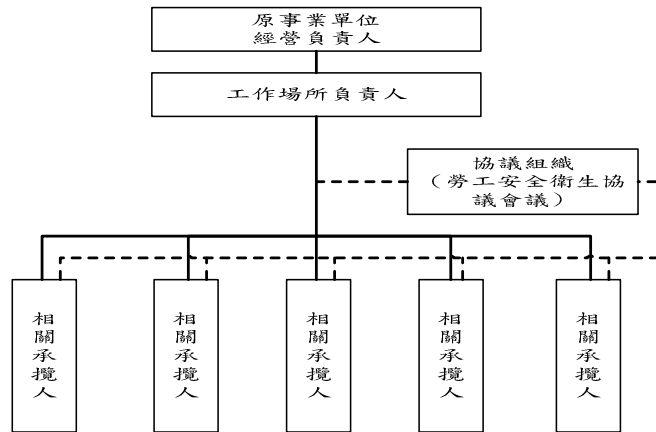 原事業單位
經營負責人
工作場所負責人
協議組織
（勞工安全衛生協
議會議）
相關承攬人
相關承攬人
相關承攬人
相關承攬人
相關承攬人